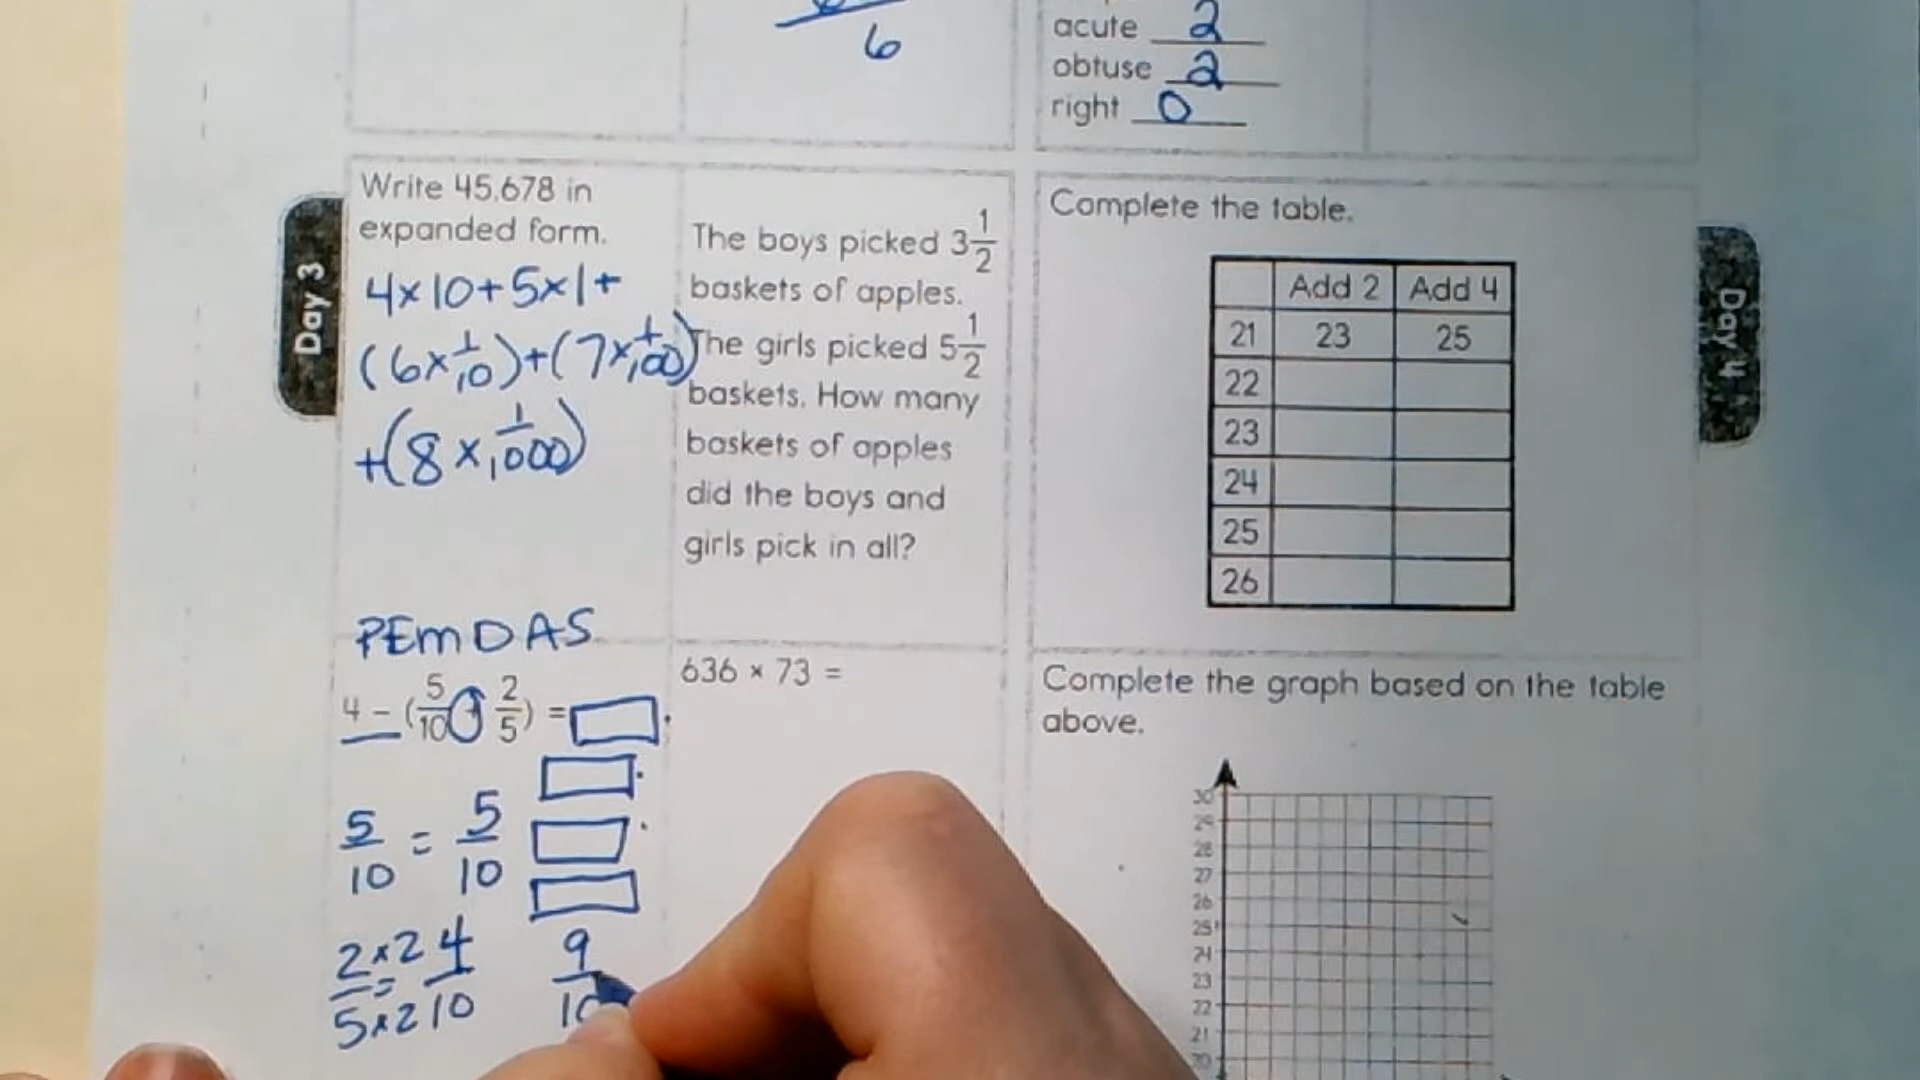 6
acute 2
obtuse 2
right 0
Day 3
Write 45.678 in
expanded form.
4×10+5×1+
(6×1/10)+(7×1/100)
+(8×1/1000)
The boys picked 3 1/2
baskets of apples.
The girls picked 5 1/2
baskets. How many
baskets of apples
did the boys and
girls pick in all?
Complete the table.
Add 2 Add 4
21 23 25
22
23
24
25
26
Day 4
PEmDAS
4 – (5/10 + 2/5) =
5/10 = 5/10
2×2/5×2 = 4/10
9/10
636 × 73 =
Complete the graph based on the table
above.
30
29
28
27
26
25
24
23
22
21
20